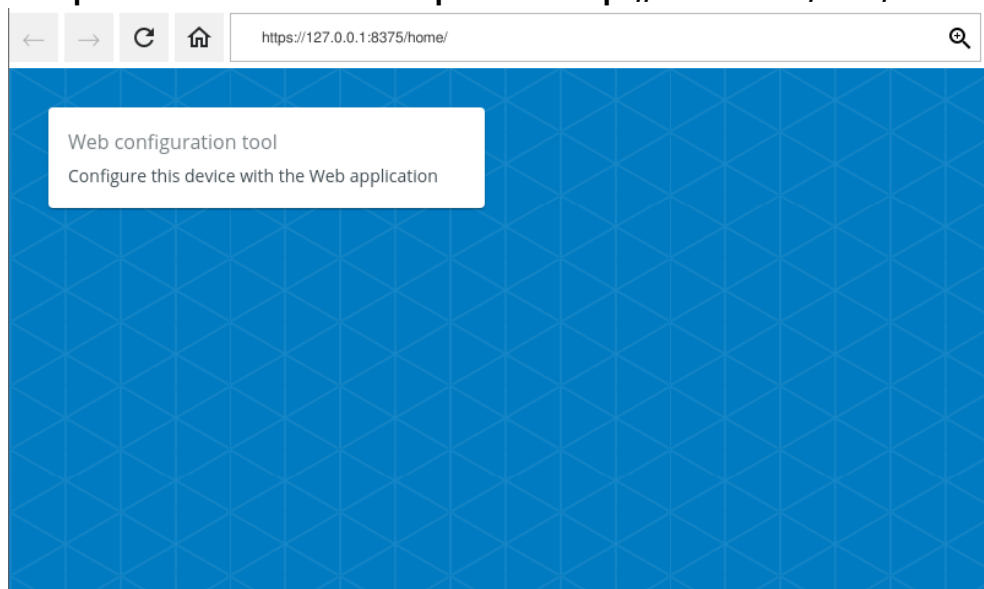 https://127.0.0.1:8375/home/
Web configuration tool
Configure this device with the Web application